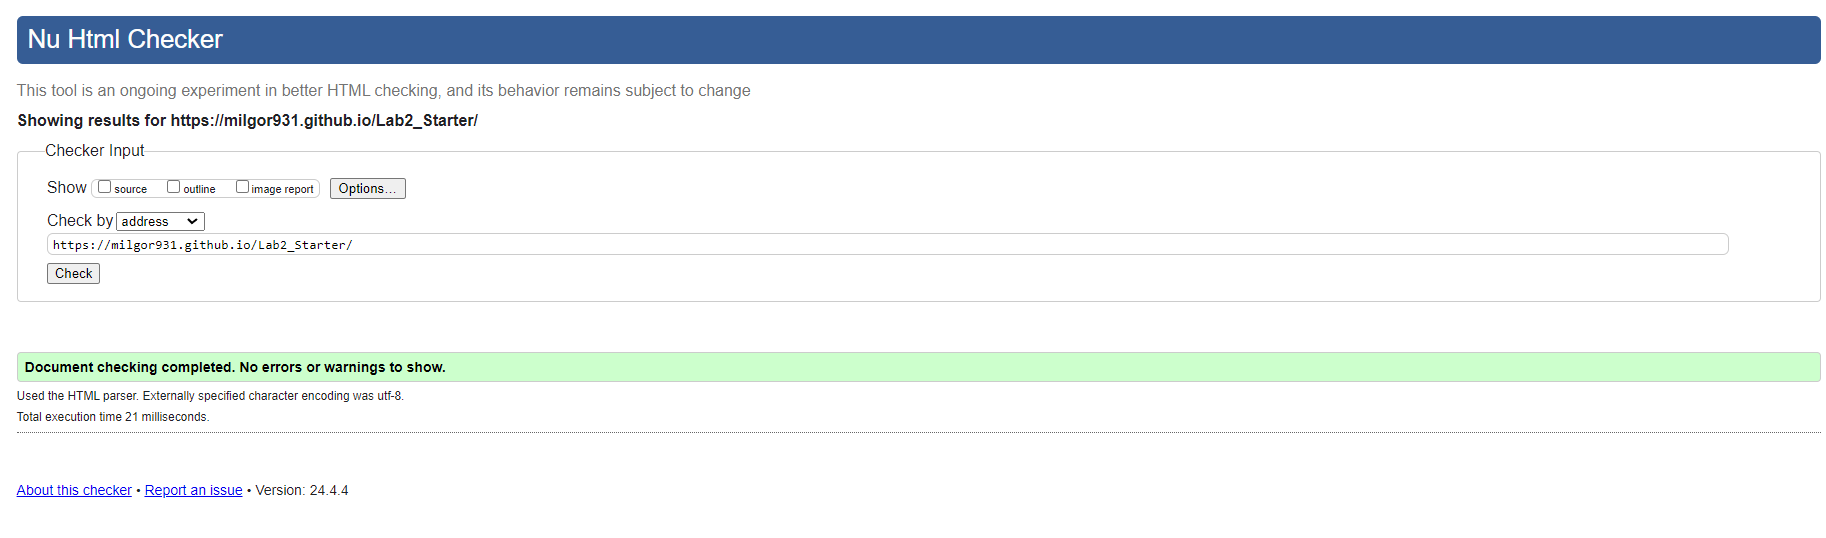 Nu Html Checker
This tool is an ongoing experiment in better HTML checking, and its behavior remains subject to change
Showing results for https://milgor931.github.io/Lab2_Starter/
Checker Input
Show source outline image report Options...
Check by address
https://milgor931.github.io/Lab2_Starter/
Check
Document checking completed. No errors or warnings to show.
Used the HTML parser. Externally specified character encoding was utf-8.
Total execution time 21 milliseconds.
About this checker • Report an issue • Version: 24.4.4